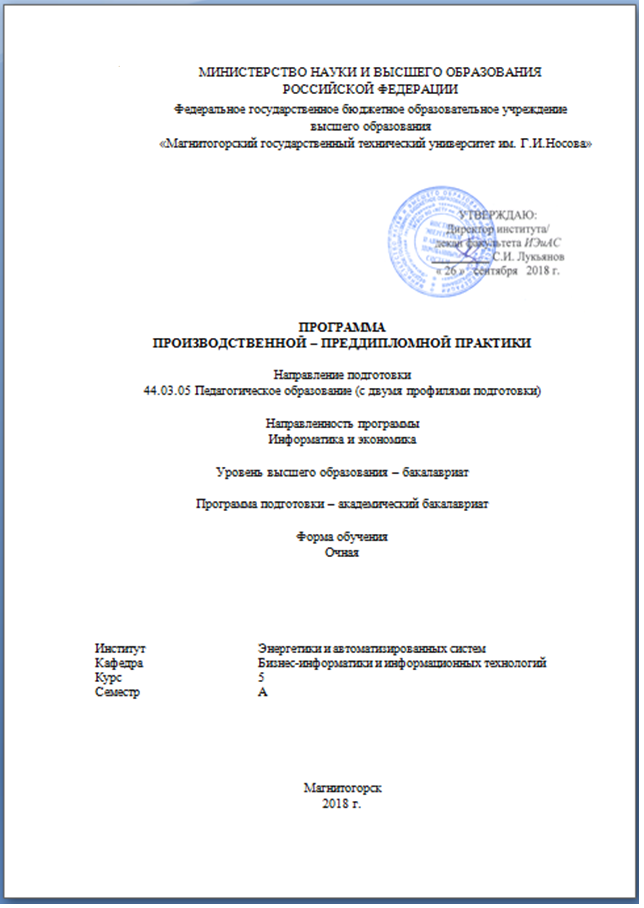 МИНИСТЕРСТВО НАУКИ И ВЫСШЕГО ОБРАЗОВАНИЯ
РОССИЙСКОЙ ФЕДЕРАЦИИ
Федеральное государственное бюджетное образовательное учреждение
высшего образования
«Магнитогорский государственный технический университет им. Г.И.Носова»
УТВЕРЖДАЮ:
Директор института/
декан факультета ИЭиАС
С.И. Лукьянов
« 26 » сентября 2018 г.
ПРОГРАММА
ПРОИЗВОДСТВЕННОЙ – ПРЕДДИПЛОМНОЙ ПРАКТИКИ
Направление подготовки
44.03.05 Педагогическое образование (с двумя профилями подготовки)
Направленность программы
Информатика и экономика
Уровень высшего образования – бакалавриат
Программа подготовки – академический бакалавриат
Форма обучения
Очная
Институт Энергетики и автоматизированных систем
Кафедра Бизнес-информатики и информационных технологий
Курс 5
Семестр А
Магнитогорск
2018 г.